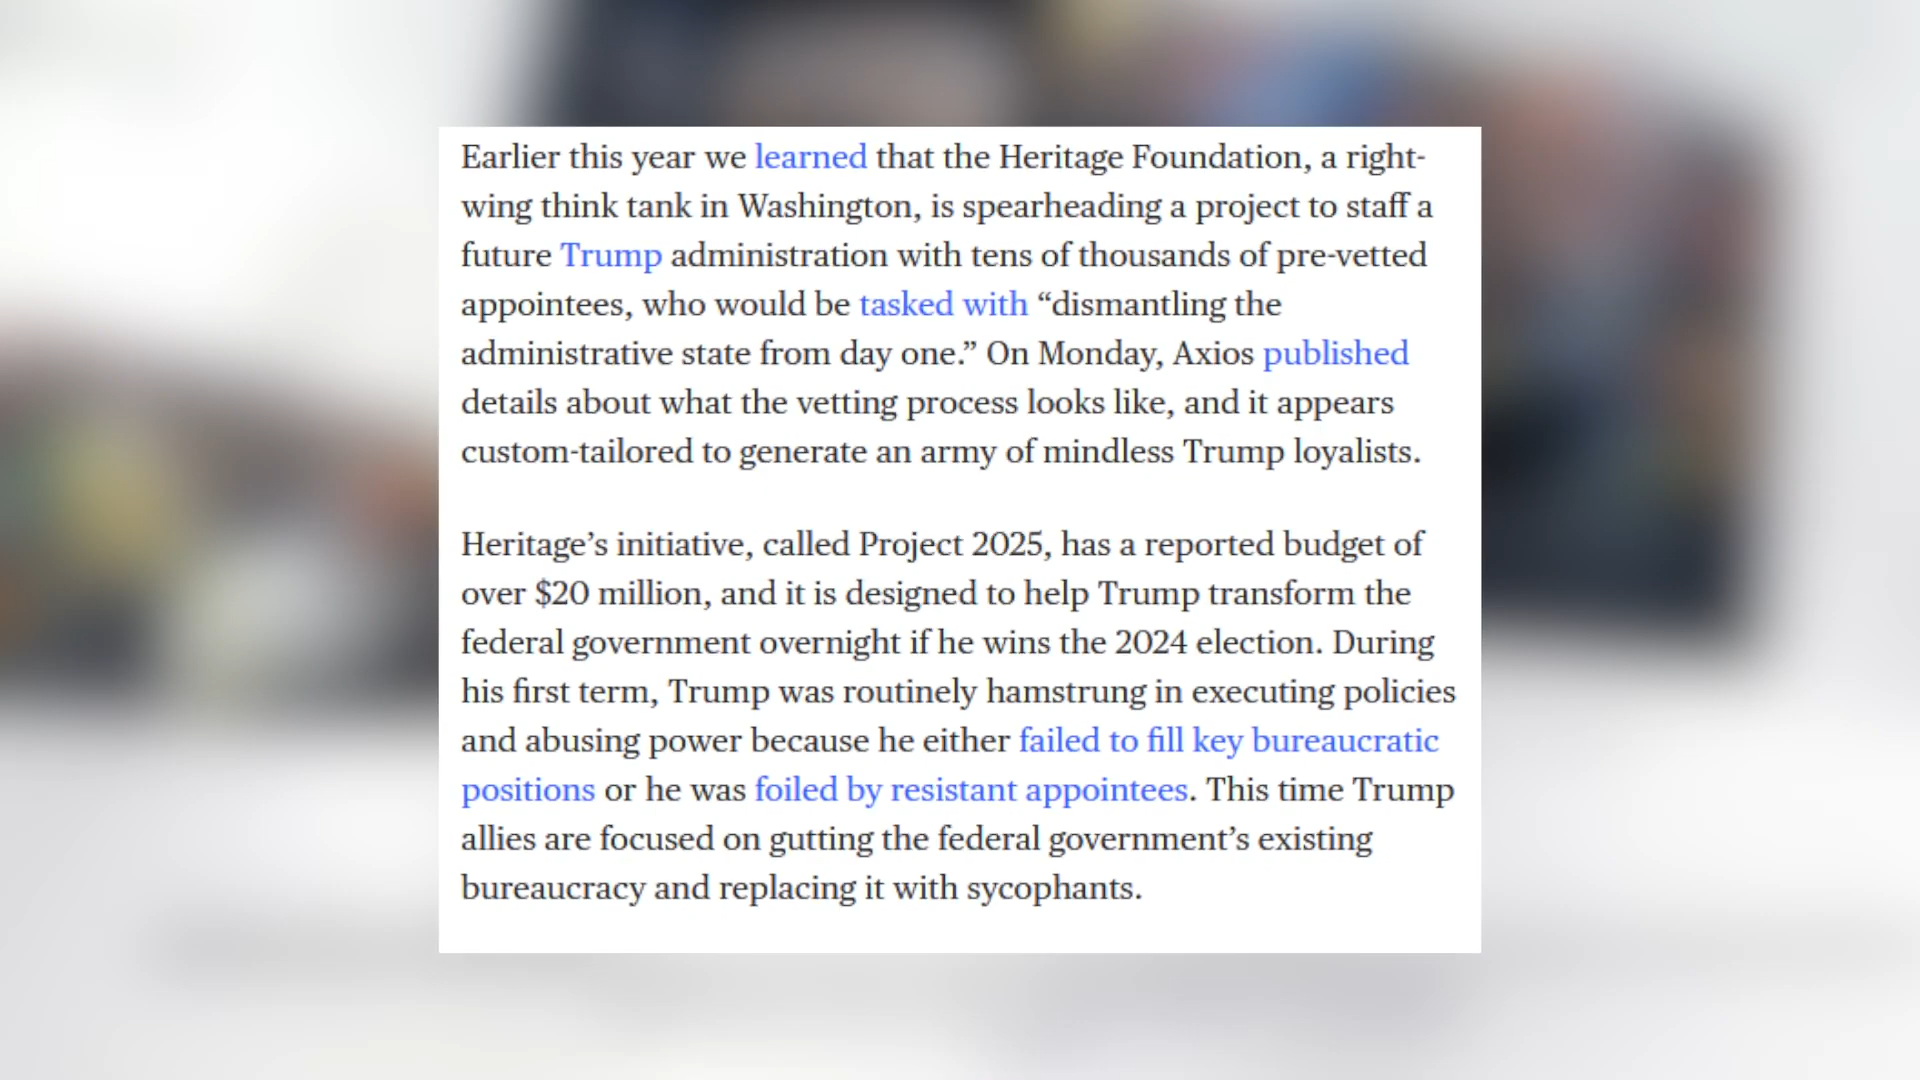 Earlier this year we learned that the Heritage Foundation, a right-
wing think tank in Washington, is spearheading a project to staff a
future Trump administration with tens of thousands of pre-vetted
appointees, who would be tasked with “dismantling the
administrative state from day one.” On Monday, Axios published
details about what the vetting process looks like, and it appears
custom-tailored to generate an army of mindless Trump loyalists.
Heritage’s initiative, called Project 2025, has a reported budget of
over $20 million, and it is designed to help Trump transform the
federal government overnight if he wins the 2024 election. During
his first term, Trump was routinely hamstrung in executing policies
and abusing power because he either failed to fill key bureaucratic
positions or he was foiled by resistant appointees. This time Trump
allies are focused on gutting the federal government’s existing
bureaucracy and replacing it with sycophants.